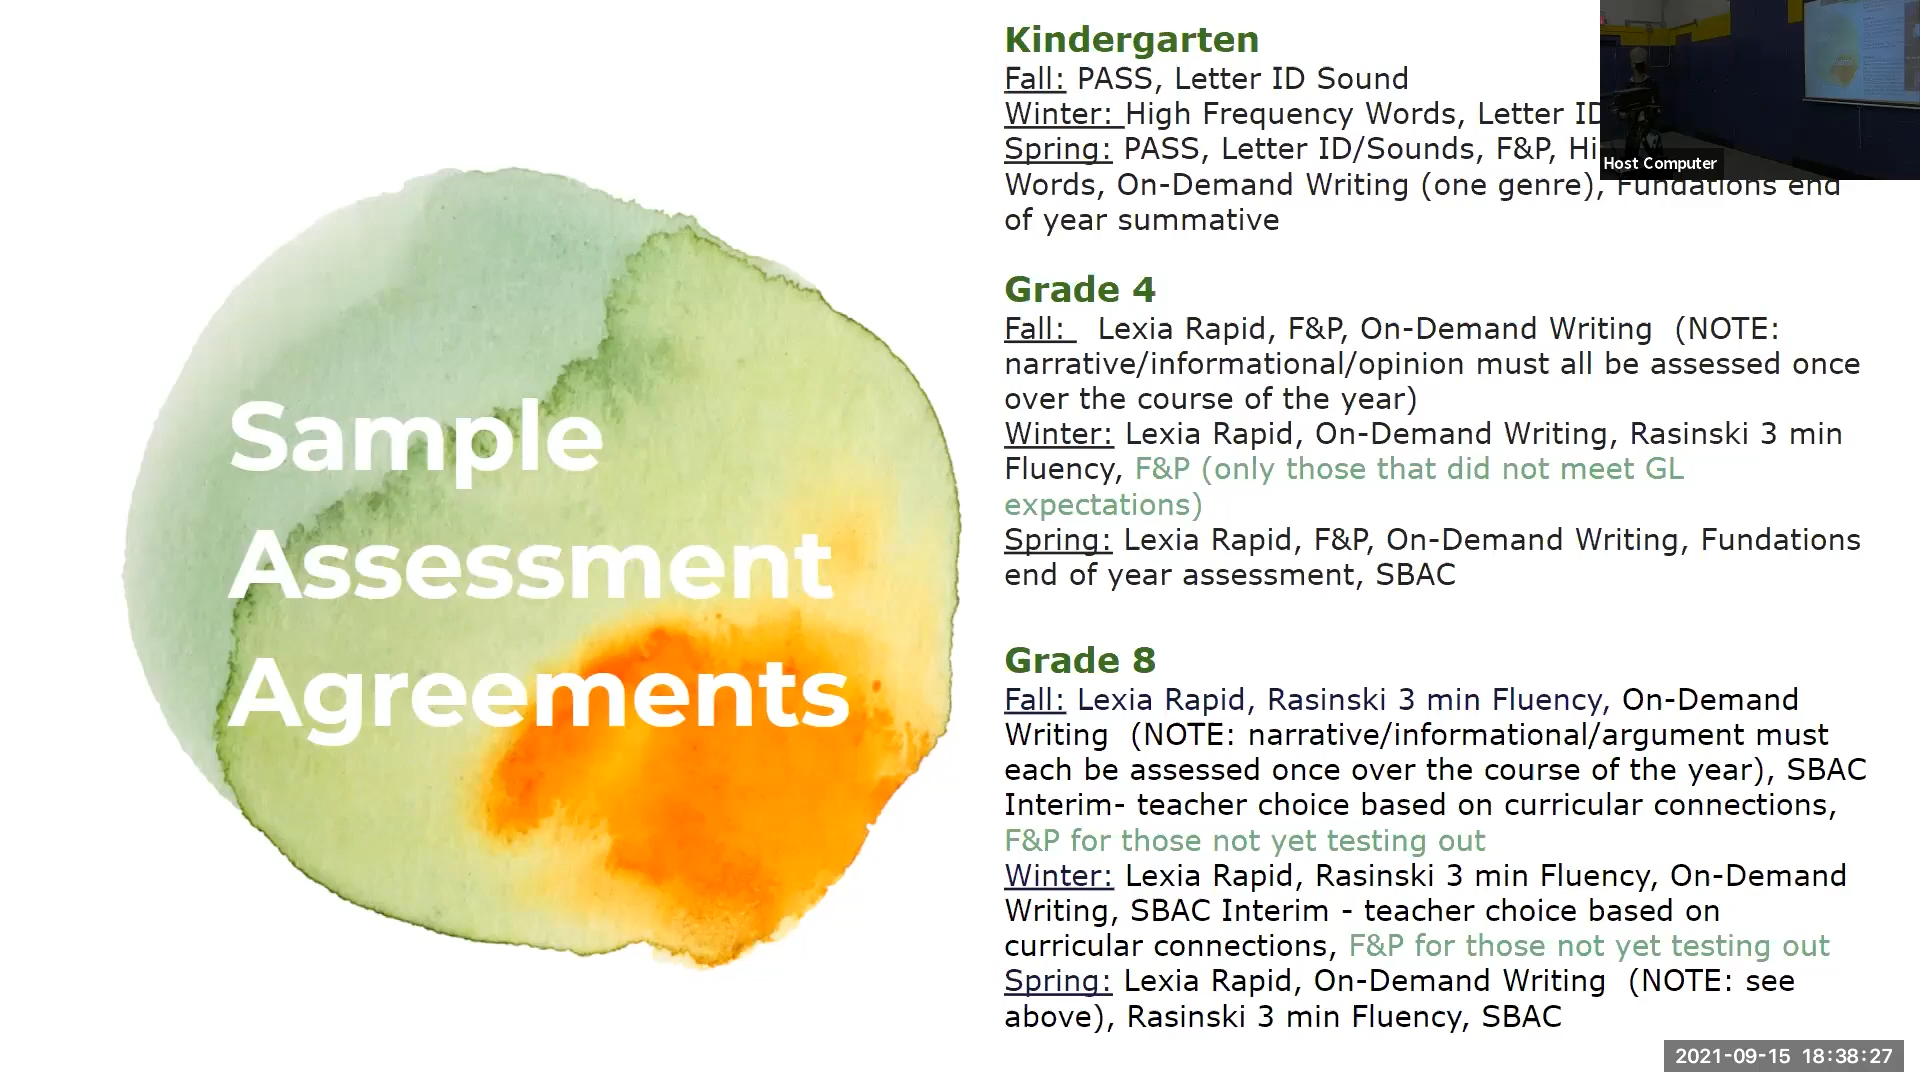 Sample
Assessment
Agreements
Kindergarten
Fall: PASS, Letter ID Sound
Winter: High Frequency Words, Letter ID
Spring: PASS, Letter ID/Sounds, F&P, Hi
Words, On-Demand Writing (one genre), Fundations end
of year summative
Grade 4
Fall: Lexia Rapid, F&P, On-Demand Writing (NOTE:
narrative/informational/opinion must all be assessed once
over the course of the year)
Winter: Lexia Rapid, On-Demand Writing, Rasinski 3 min
Fluency, F&P (only those that did not meet GL
expectations)
Spring: Lexia Rapid, F&P, On-Demand Writing, Fundations
end of year assessment, SBAC
Grade 8
Fall: Lexia Rapid, Rasinski 3 min Fluency, On-Demand
Writing (NOTE: narrative/informational/argument must
each be assessed once over the course of the year), SBAC
Interim- teacher choice based on curricular connections,
F&P for those not yet testing out
Winter: Lexia Rapid, Rasinski 3 min Fluency, On-Demand
Writing, SBAC Interim - teacher choice based on
curricular connections, F&P for those not yet testing out
Spring: Lexia Rapid, On-Demand Writing (NOTE: see
above), Rasinski 3 min Fluency, SBAC
Host Computer
2021-09-15 18:38:27